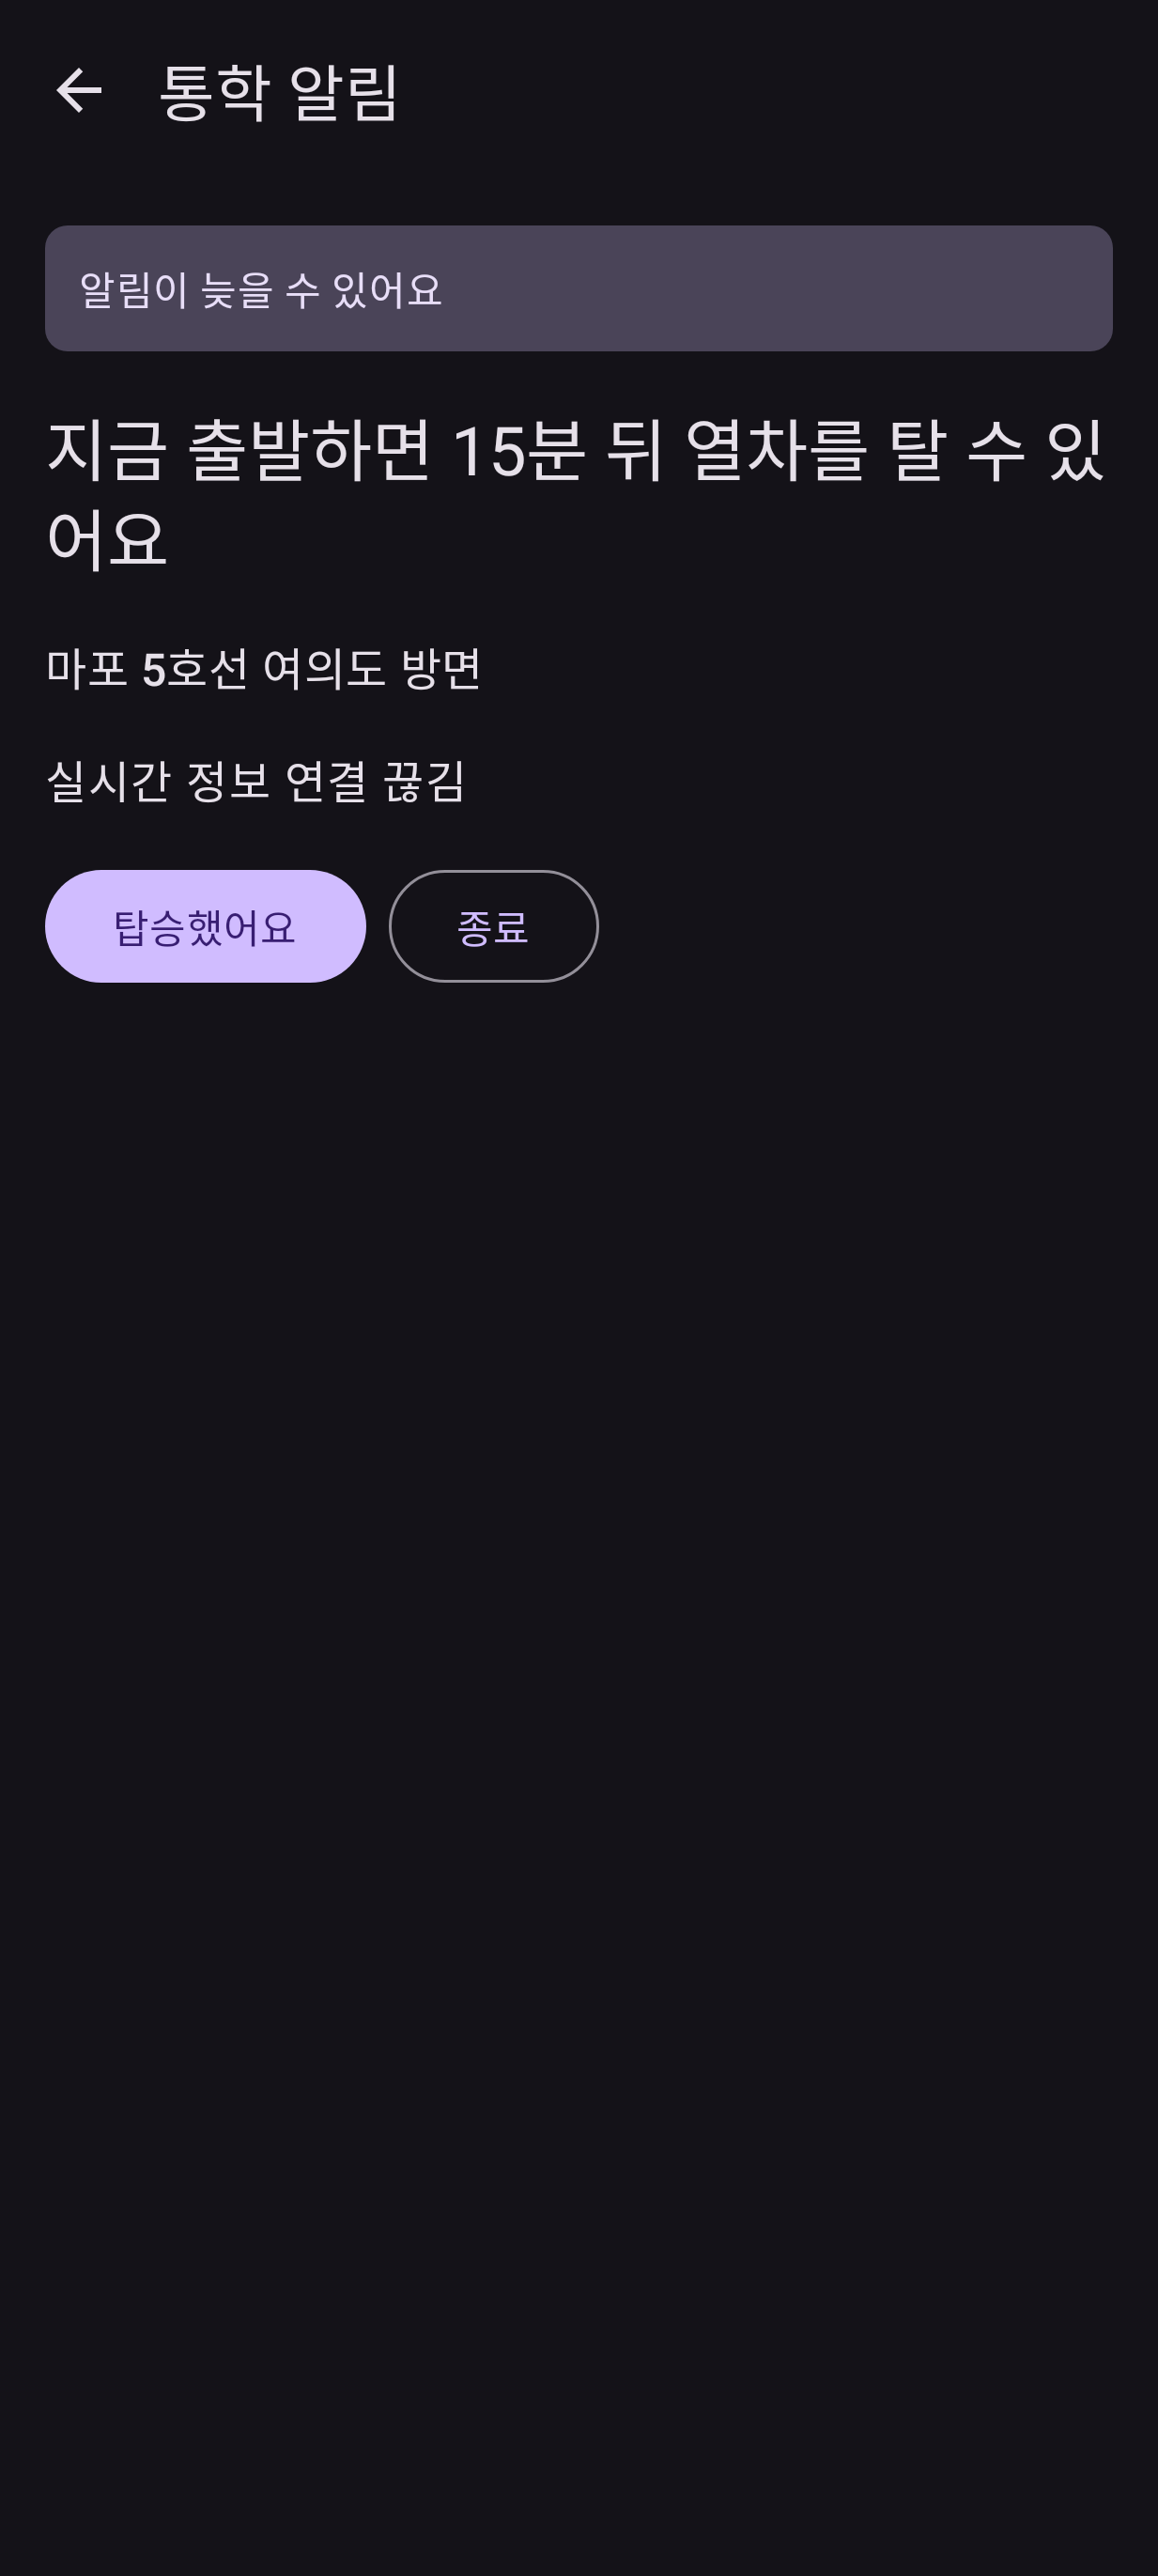 통학 알림
알림이 늦을 수 있어요
지금 출발하면 15분 뒤 열차를 탈 수 있
어요
마포 5호선 여의도 방면
실시간 정보 연결 끊김
탑승했어요
종료